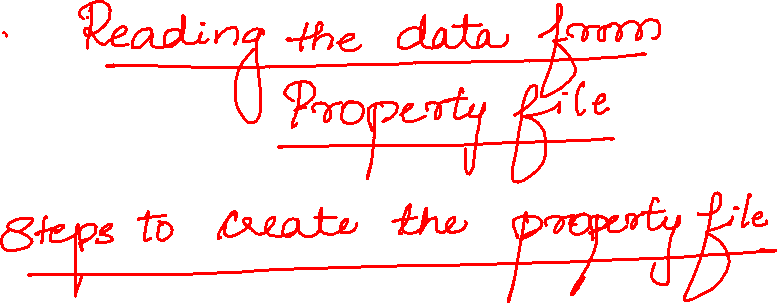 Reading the data from
Property file
Steps to create the property file